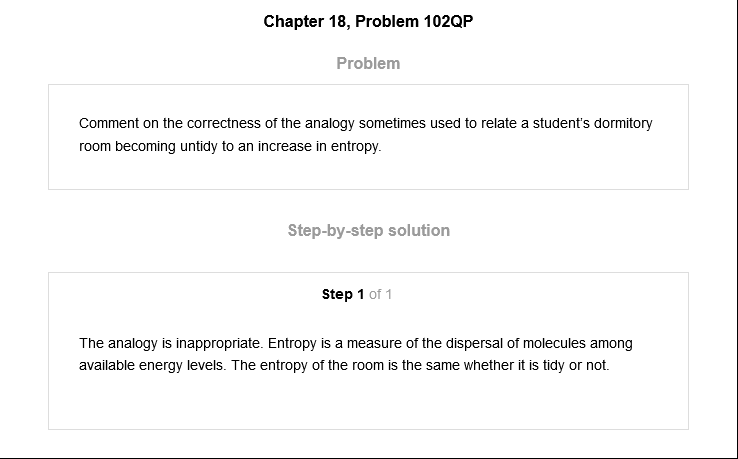 Chapter 18, Problem 102QP
Problem
Comment on the correctness of the analogy sometimes used to relate a student's dormitory
room becoming untidy to an increase in entropy.
Step-by-step solution
Step 1 of 1
The analogy is inappropriate. Entropy is a measure of the dispersal of molecules among
available energy levels. The entropy of the room is the same whether it is tidy or not.